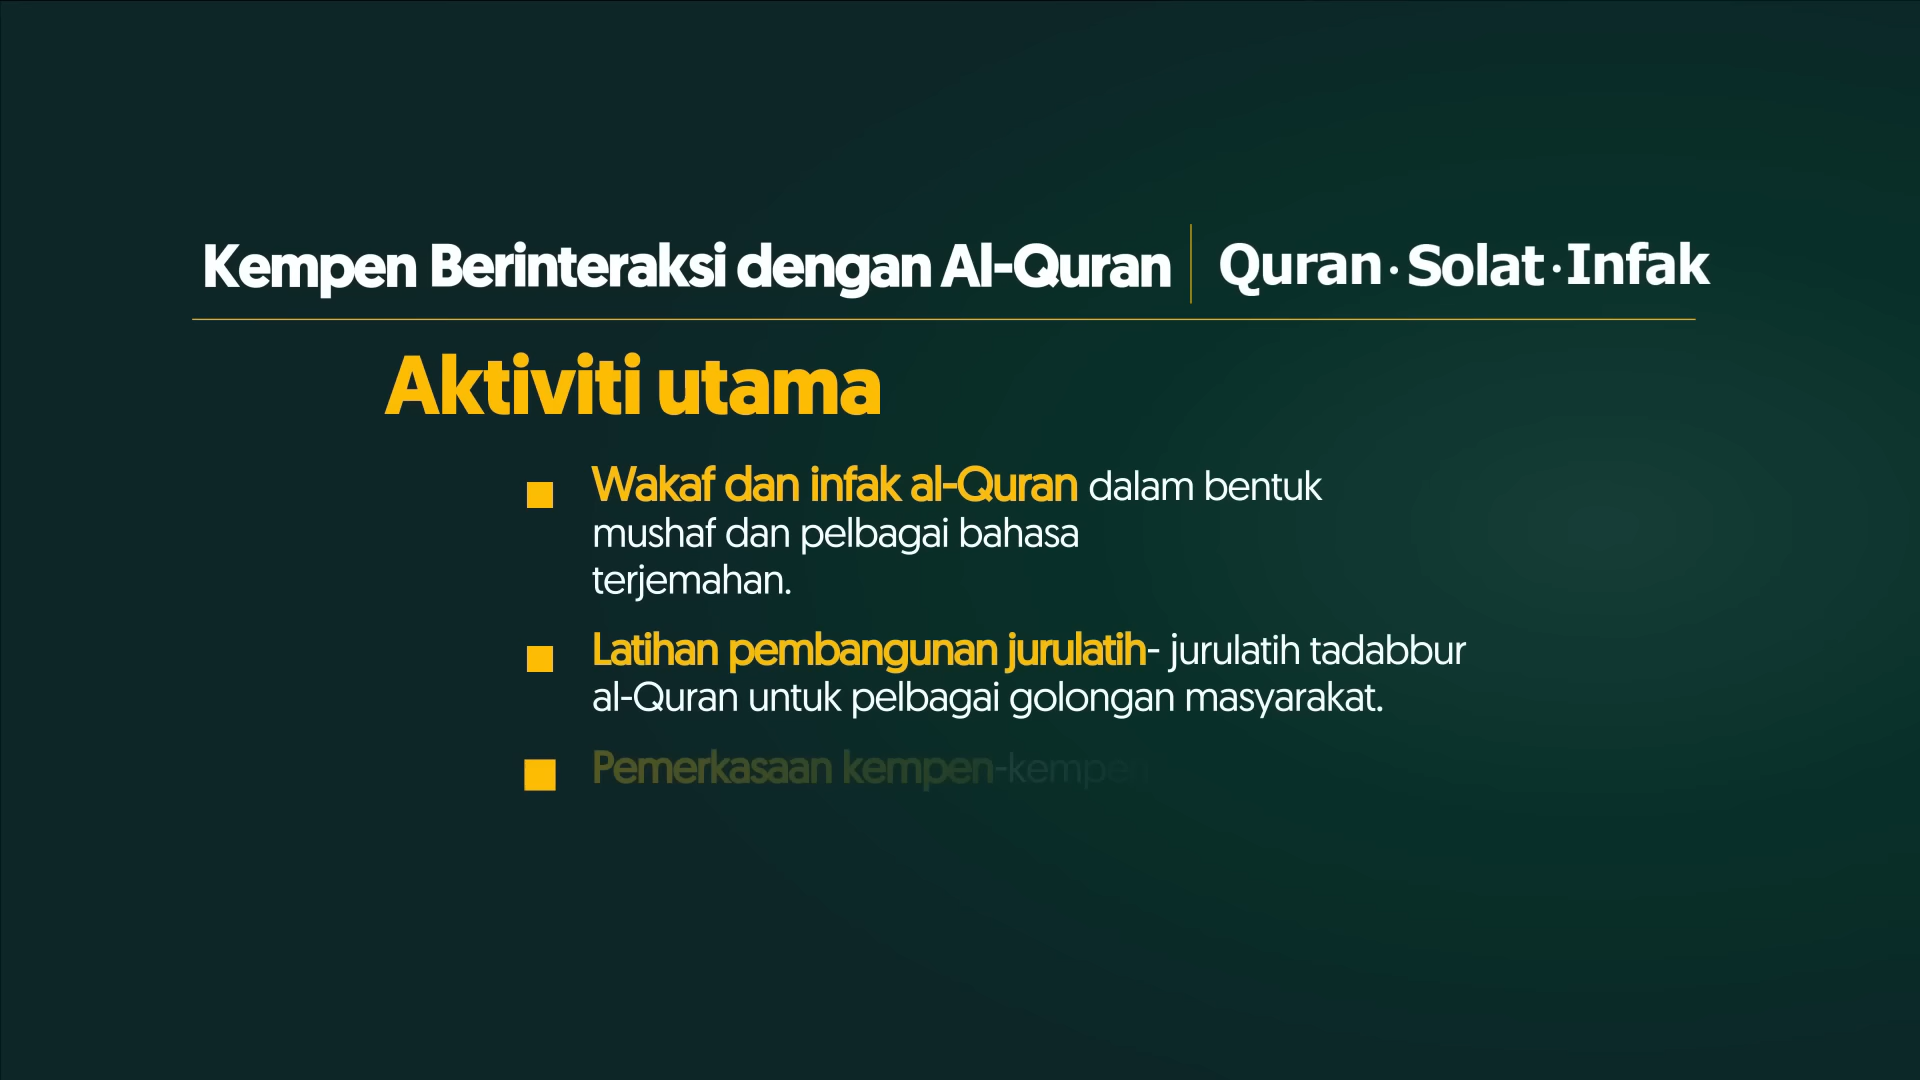 Kempen Berinteraksi dengan Al-Quran Quran · Solat · Infak
Aktiviti utama
Wakaf dan infak al-Quran dalam bentuk
mushaf dan pelbagai bahasa
terjemahan.
Latihan pembangunan jurulatih- jurulatih tadabbur
al-Quran untuk pelbagai golongan masyarakat.
Pemerkasaan kempen-kempen